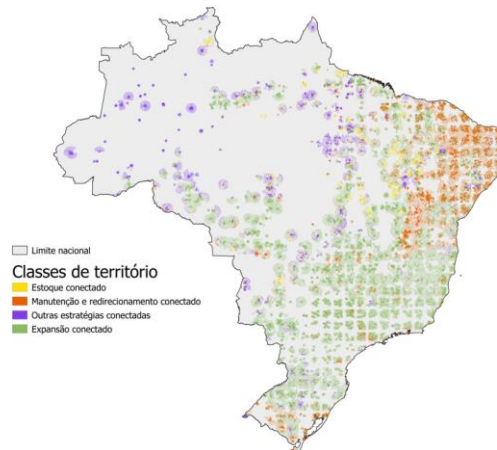 Limite nacional
Classes de território
Estoque conectado
Manutenção e redirecionamento conectado
Outras estratégias conectadas
Expansão conectado